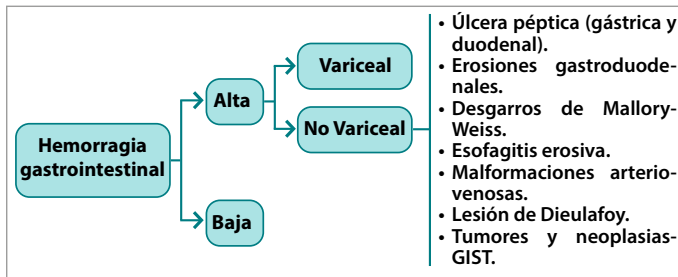 Hemorragia
gastrointestinal
Alta
Baja
Variceal
No Variceal
• Úlcera péptica (gástrica y
duodenal).
• Erosiones gastroduode-
nales.
• Desgarros de Mallory-
Weiss.
• Esofagitis erosiva.
• Malformaciones arterio-
venosas.
• Lesión de Dieulafoy.
• Tumores y neoplasias-
GIST.